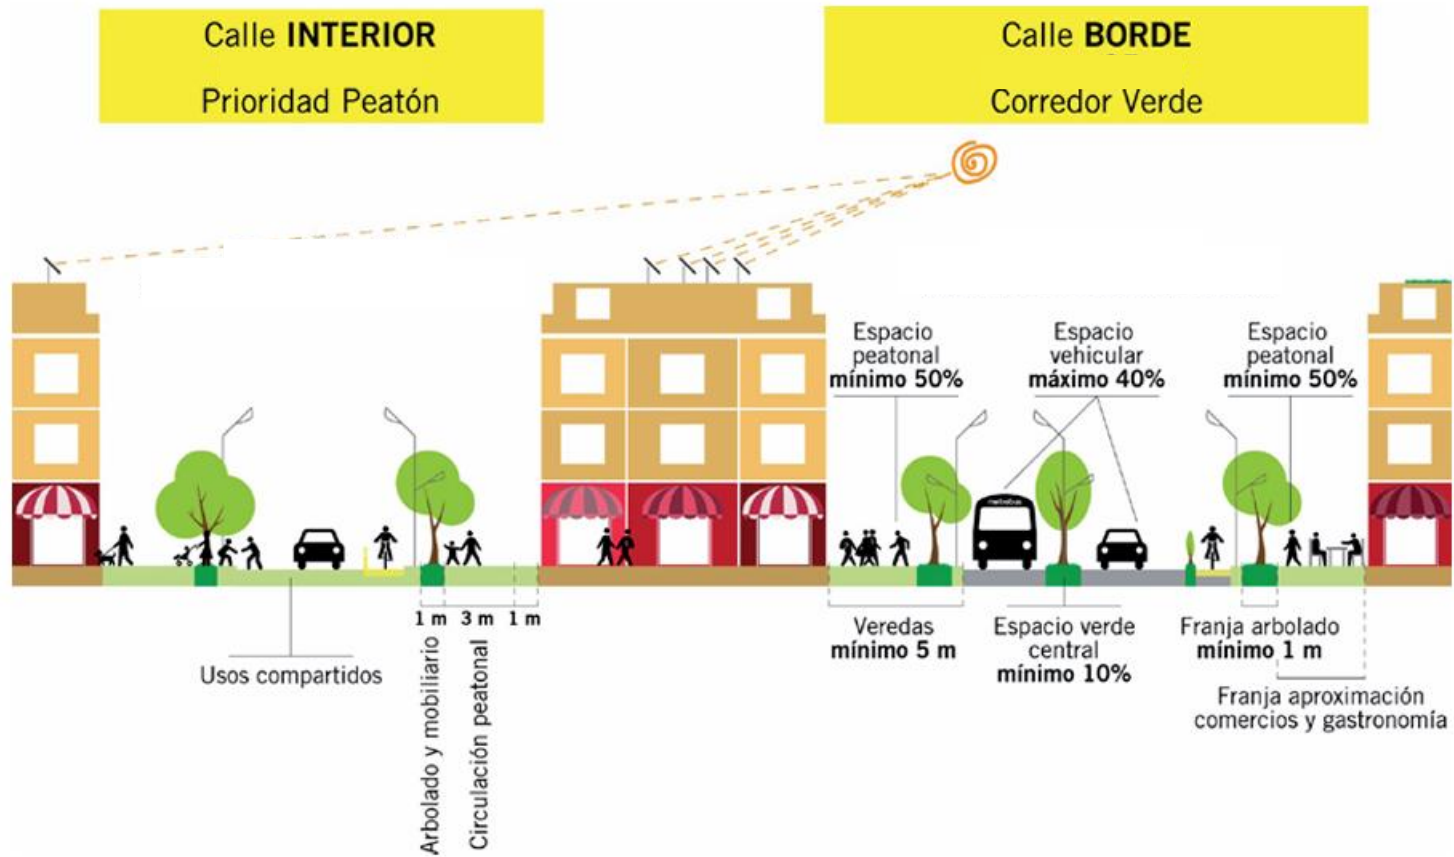 Calle INTERIOR
Prioridad Peatón
Calle BORDE
Corredor Verde
Espacio
peatonal
mínimo 50%
Espacio
vehicular
máximo 40%
Espacio
peatonal
mínimo 50%
metrobus
1 m 3 m 1 m
Arbolado y mobiliario
Circulación peatonal
Usos compartidos
Veredas
mínimo 5 m
Espacio verde
central
mínimo 10%
Franja arbolado
mínimo 1 m
Franja aproximación
comercios y gastronomía